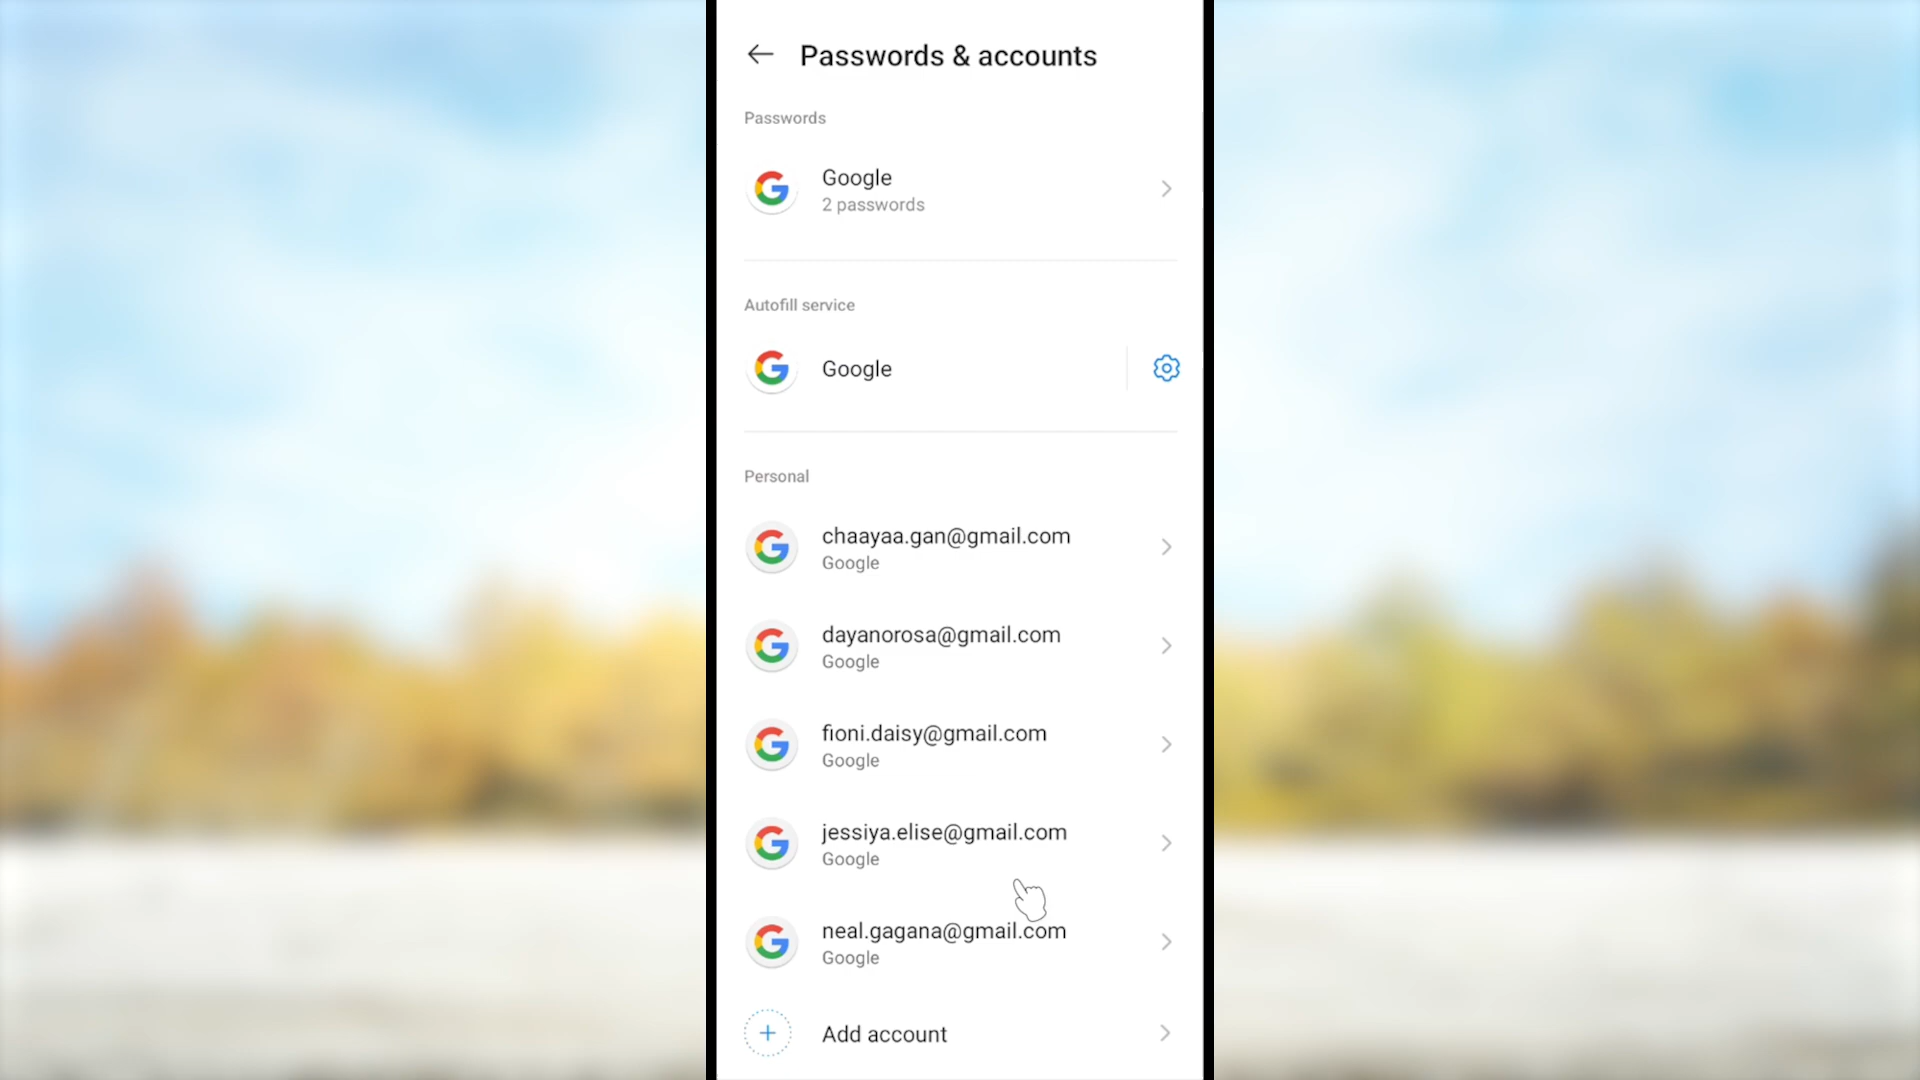 Passwords & accounts
Passwords
Google
2 passwords
Autofill service
Google
Personal
chaayaa.gan@gmail.com
Google
dayanorosa@gmail.com
Google
fioni.daisy@gmail.com
Google
jessiya.elise@gmail.com
Google
neal.gagana@gmail.com
Google
Add account